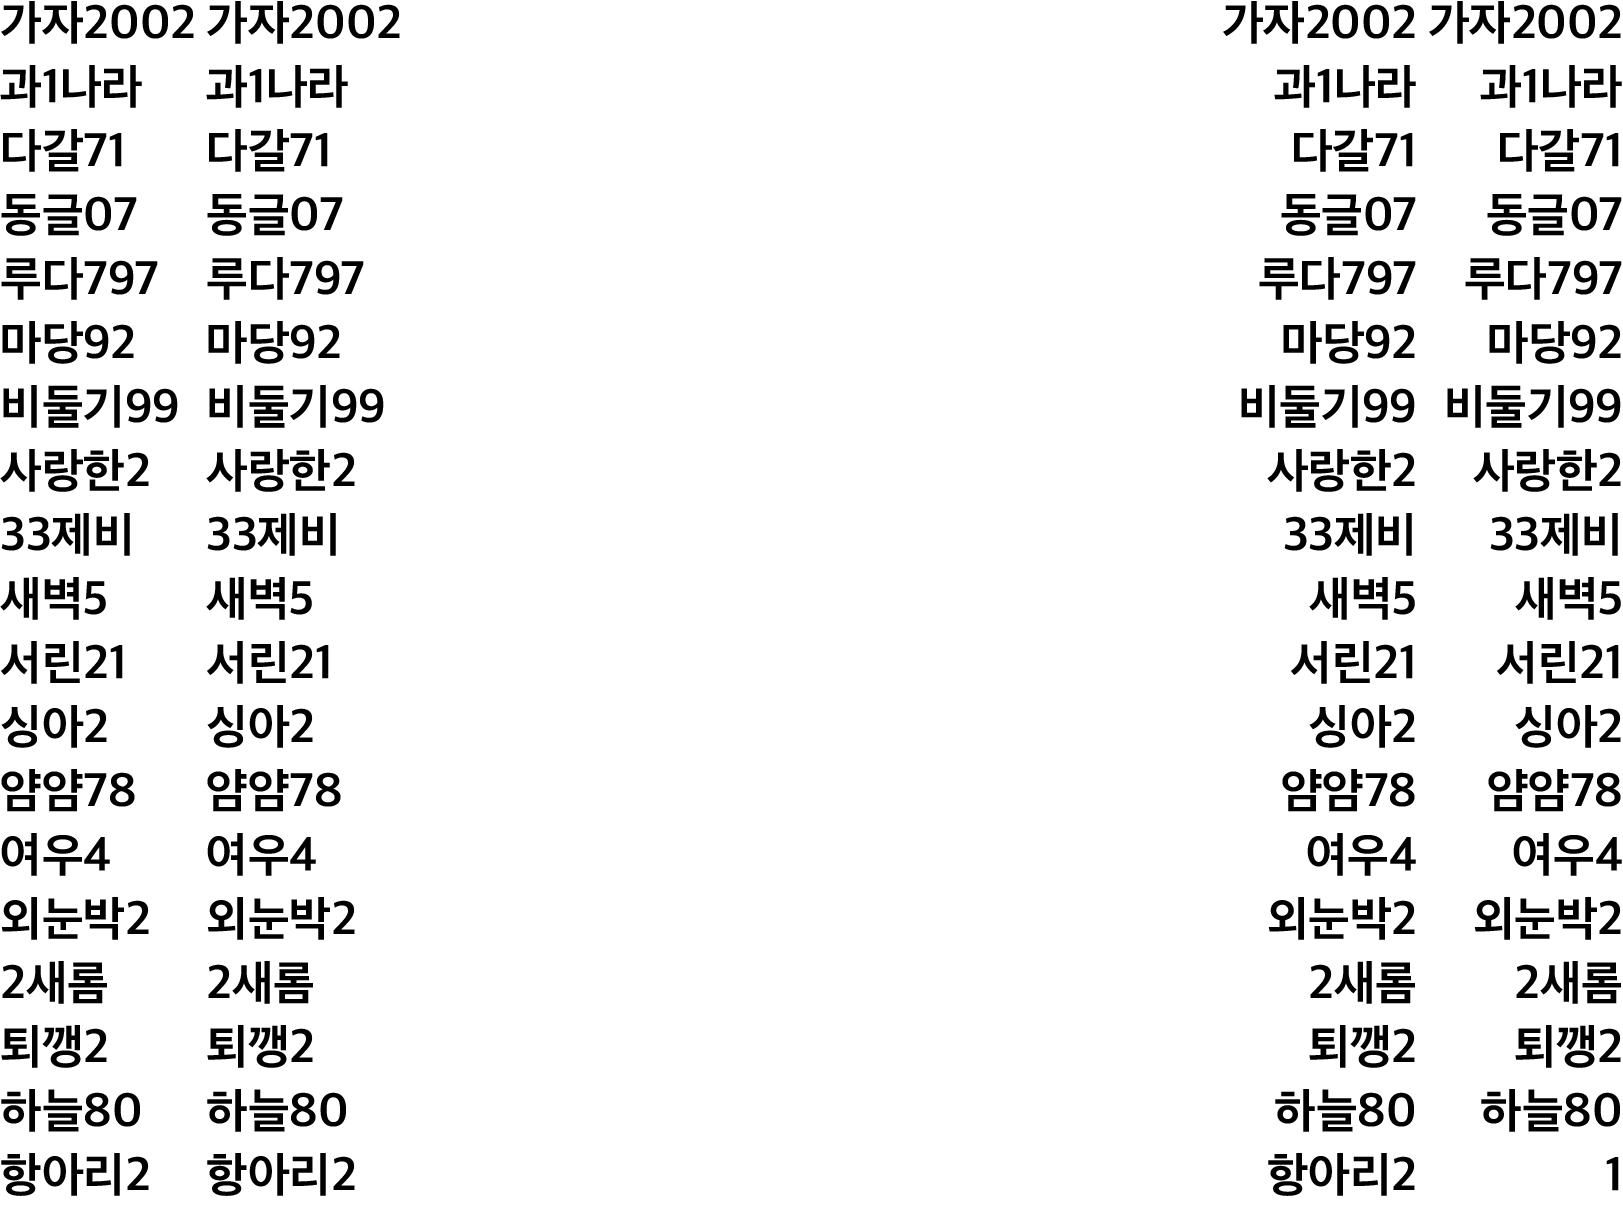 가자2002 가자2002 가자2002 가자2002
과1나라 과1나라 과1나라 과1나라
다갈71 다갈71 다갈71 다갈71
동글07 동글07 동글07 동글07
루다797 루다797 루다797 루다797
마당92 마당92 마당92 마당92
비둘기99 비둘기99 비둘기99 비둘기99
사랑한2 사랑한2 사랑한2 사랑한2
33제비 33제비 33제비 33제비
새벽5 새벽5 새벽5 새벽5
서린21 서린21 서린21 서린21
싱아2 싱아2 싱아2 싱아2
얌얌78 얌얌78 얌얌78 얌얌78
여우4 여우4 여우4 여우4
외눈박2 외눈박2 외눈박2 외눈박2
2새롬 2새롬 2새롬 2새롬
퇴깽2 퇴깽2 퇴깽2 퇴깽2
하늘80 하늘80 하늘80 하늘80
항아리2 항아리2 항아리2 1